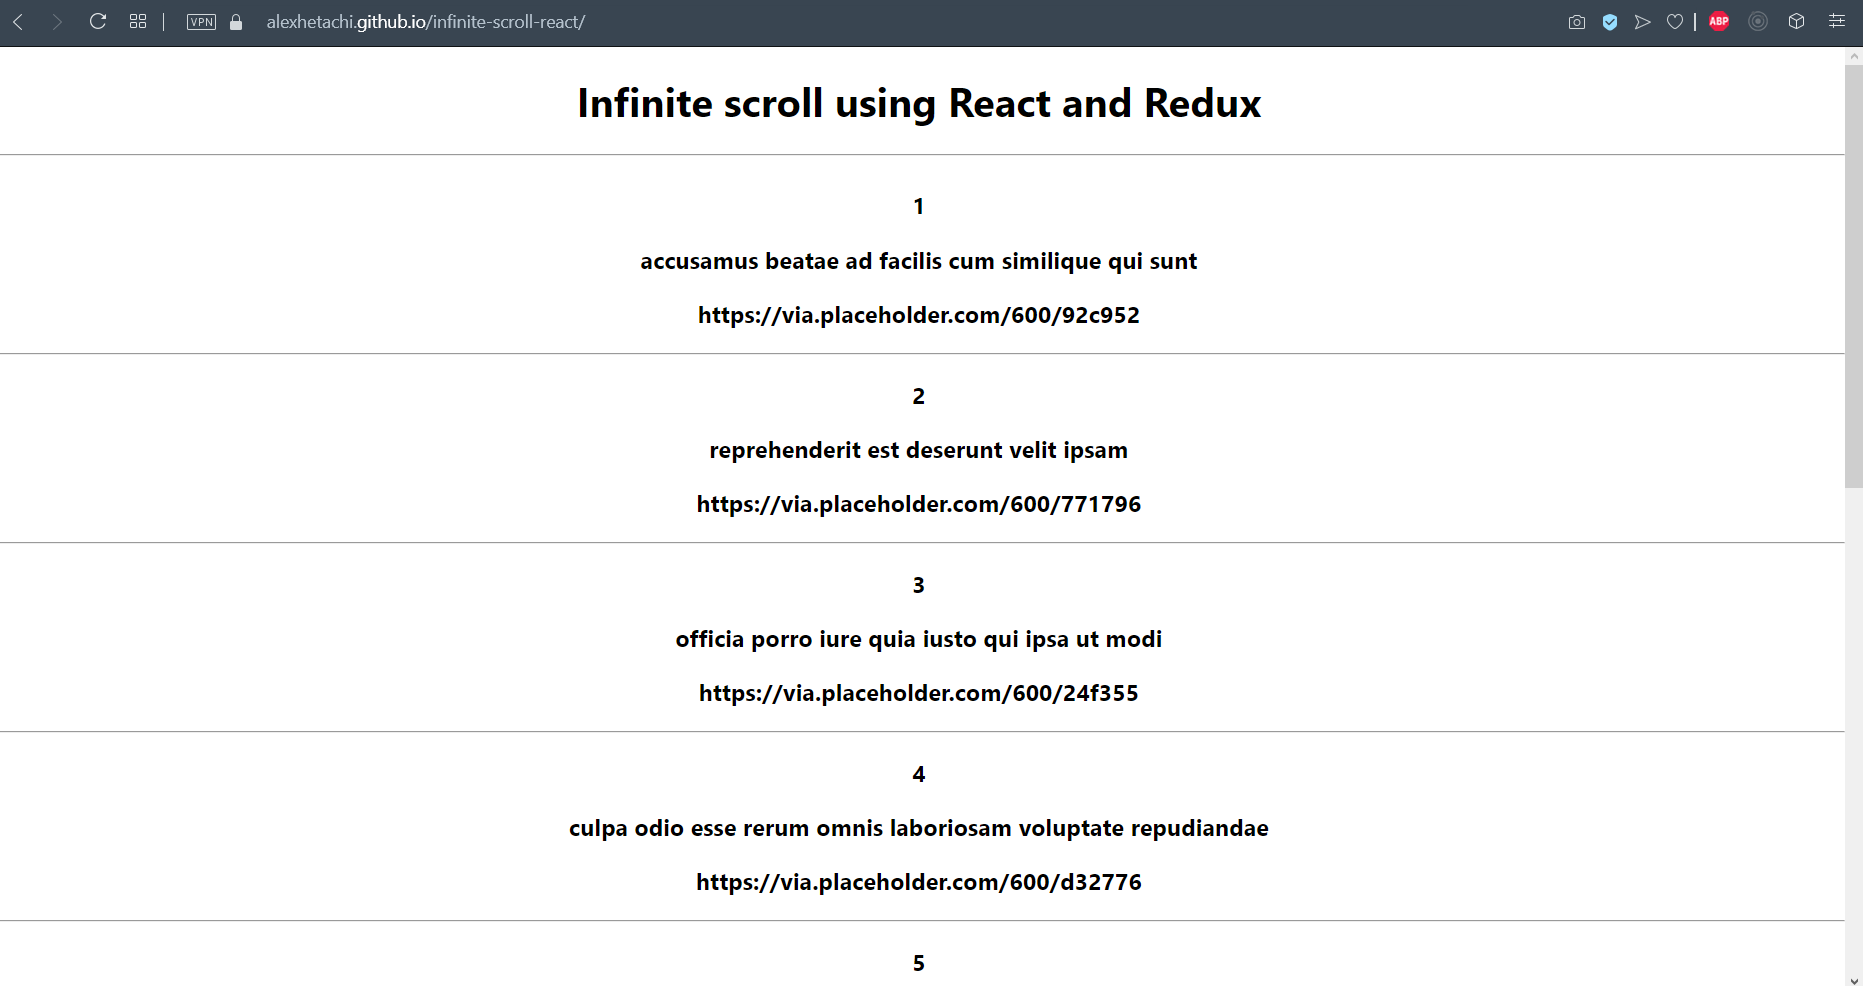 VPN alexhetachi.github.io/infinite-scroll-react/ ABP
Infinite scroll using React and Redux
1
accusamus beatae ad facilis cum similique qui sunt
https://via.placeholder.com/600/92c952
2
reprehenderit est deserunt velit ipsam
https://via.placeholder.com/600/771796
3
officia porro iure quia iusto qui ipsa ut modi
https://via.placeholder.com/600/24f355
4
culpa odio esse rerum omnis laboriosam voluptate repudiandae
https://via.placeholder.com/600/d32776
5